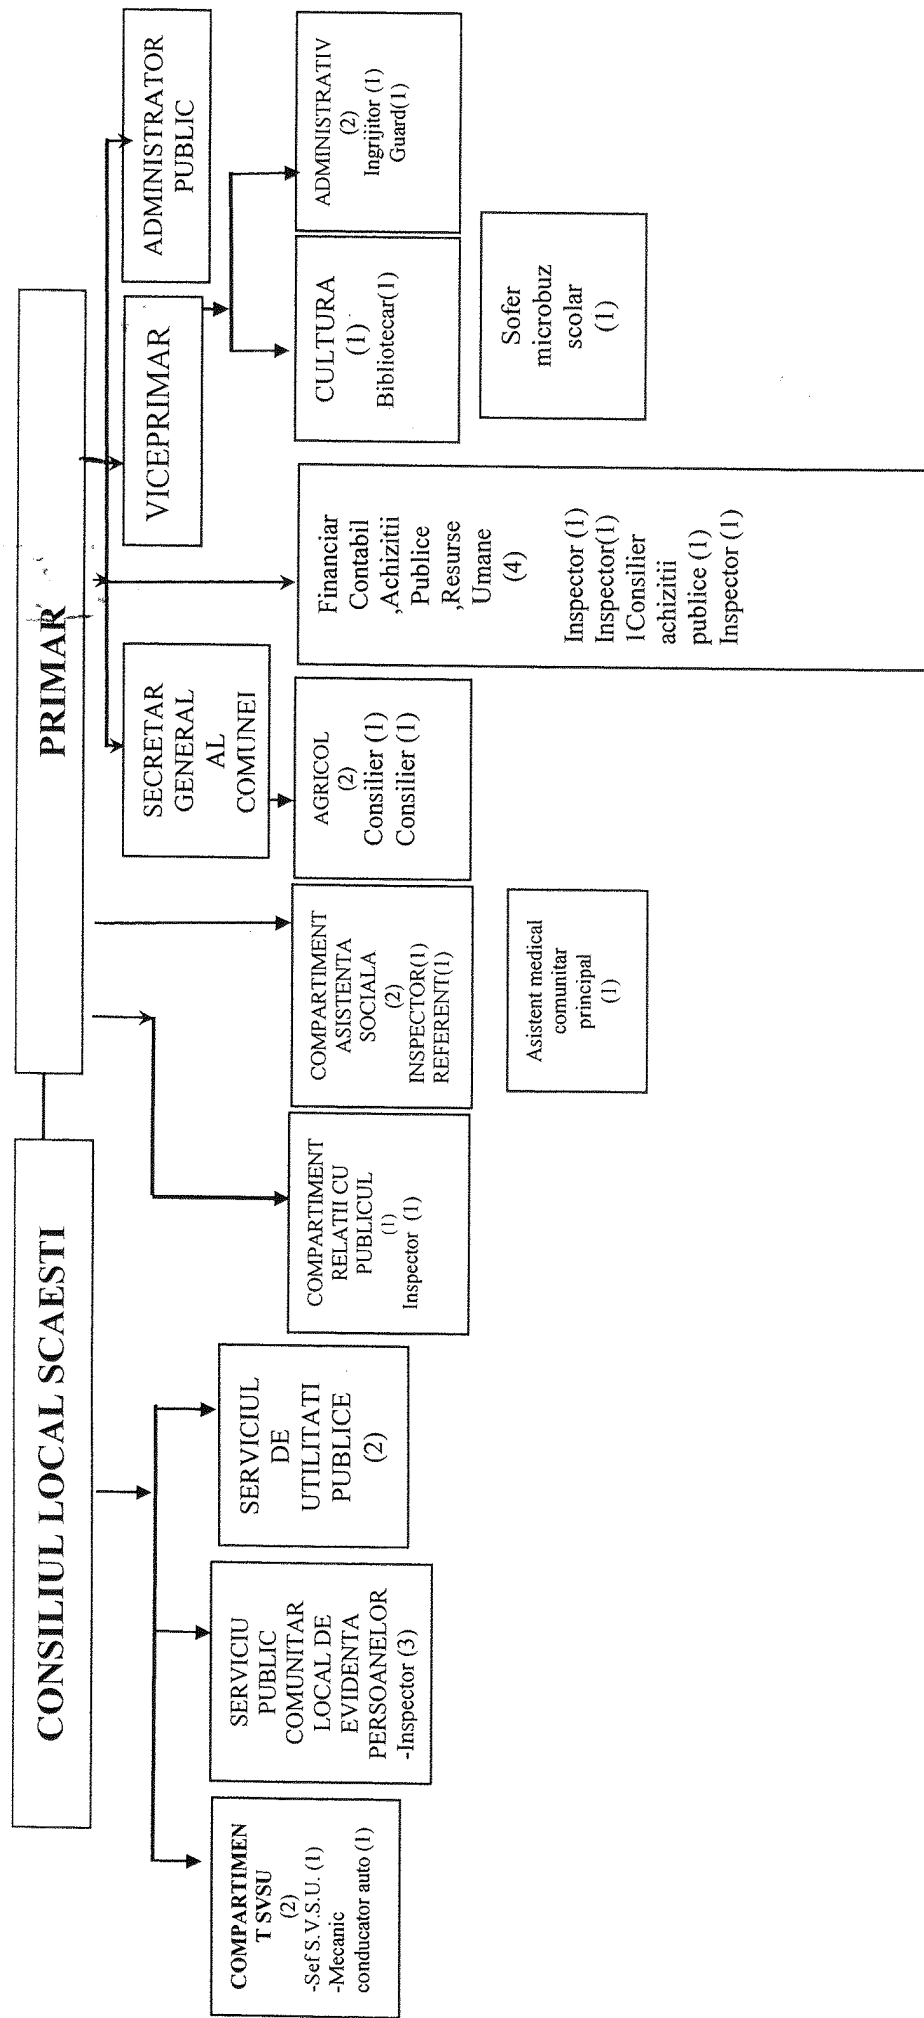 CONSILIUL LOCAL SCAESTI
PRIMAR
COMPARTIMEN
T SVSU
(2)
-Sef S.V.S.U. (1)
-Mecanic
conducator auto (1)
SERVICIU
PUBLIC
COMUNITAR
LOCAL DE
EVIDENTA
PERSOANELOR
-Inspector (3)
SERVICIUL
DE
UTILITATI
PUBLICE
(2)
COMPARTIMENT
RELATII CU
PUBLICUL
(1)
Inspector (1)
COMPARTIMENT
ASISTENTA
SOCIALA
(2)
INSPECTOR(1)
REFERENT(1)
Asistent medical
comunitar
principal
(1)
SECRETAR
GENERAL
AL
COMUNEI
AGRICOL
(2)
Consilier (1)
Consilier (1)
Financiar
Contabil
,Achizitii
Publice
,Resurse
Umane
(4)
Inspector (1)
Inspector(1)
1Consilier
achizitii
publice (1)
Inspector (1)
VICEPRIMAR
ADMINISTRATOR
PUBLIC
CULTURA
(1)
Bibliotecar(1)
ADMINISTRATIV
(2)
Ingrijitor (1)
Guard(1)
Sofer
microbuz
scolar
(1)